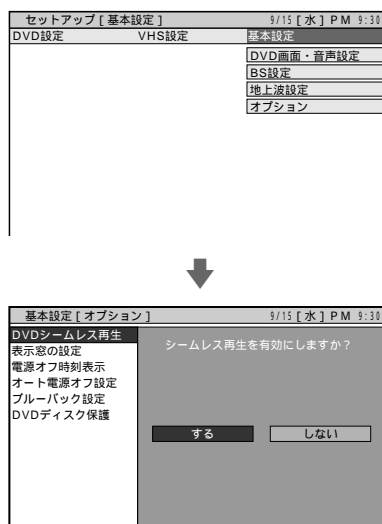 セットアップ [ 基本設定 ] 9/15 [ 水 ] PM 9:30
DVD設定 VHS設定 基本設定
DVD画面・音声設定
BS設定
地上波設定
オプション
基本設定 [ オプション ] 9/15 [ 水 ] PM 9:30
DVDシームレス再生
シームレス再生を有効にしますか？
表示窓の設定
電源オフ時刻表示
オート電源オフ設定
ブルーバック設定
DVDディスク保護
する しない